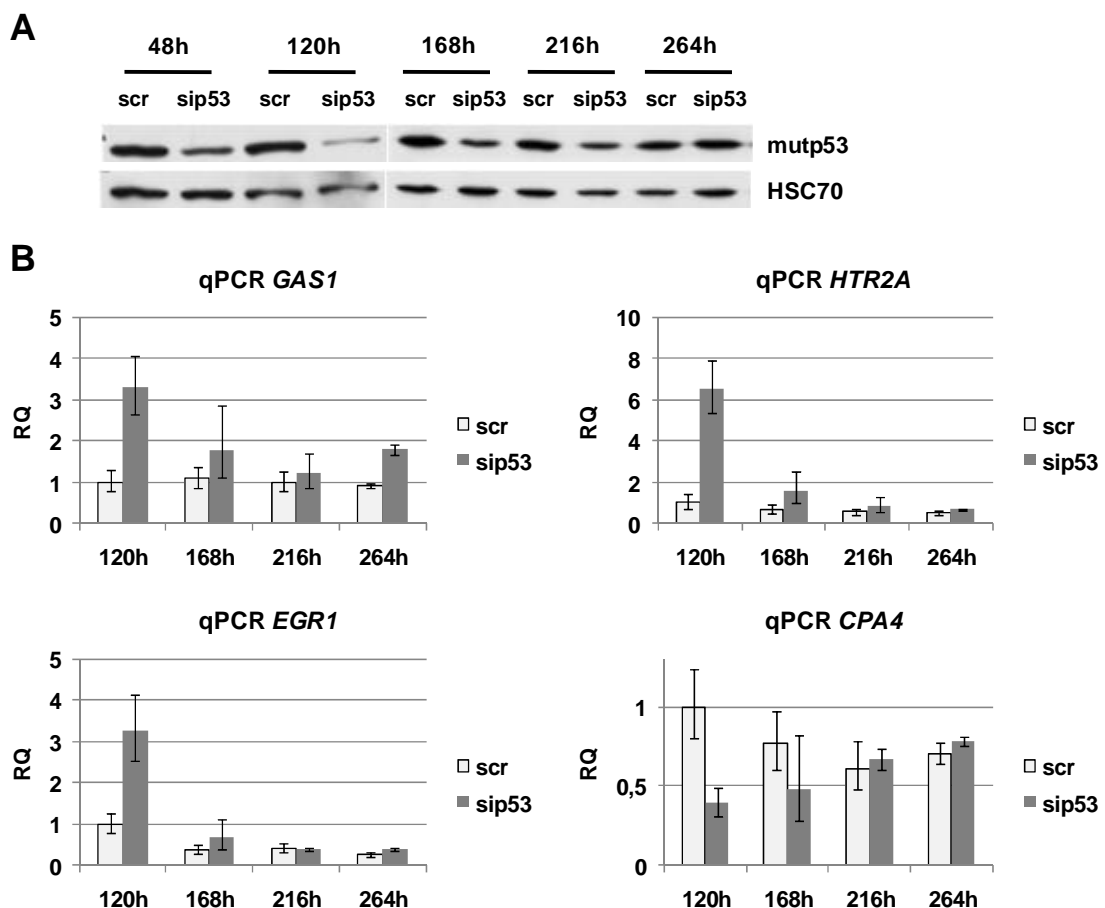 A
48h 120h 168h 216h 264h
scr sip53 scr sip53 scr sip53 scr sip53 scr sip53
mutp53
HSC70
B
qPCR GAS1
5
4
3
2
1
0
RQ
120h 168h 216h 264h
scr
sip53
qPCR HTR2A
10
8
6
4
2
0
RQ
120h 168h 216h 264h
scr
sip53
qPCR EGR1
5
4
3
2
1
0
RQ
120h 168h 216h 264h
scr
sip53
qPCR CPA4
1
0,5
0
RQ
120h 168h 216h 264h
scr
sip53